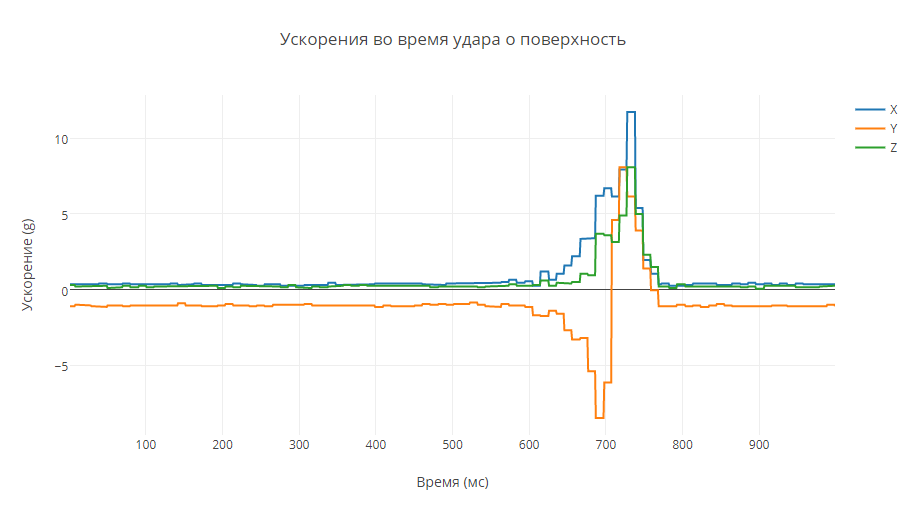 Ускорения во время удара о поверхность
X
Y
Z
Ускорение (g)
10
5
0
−5
100 200 300 400 500 600 700 800 900
Время (мс)